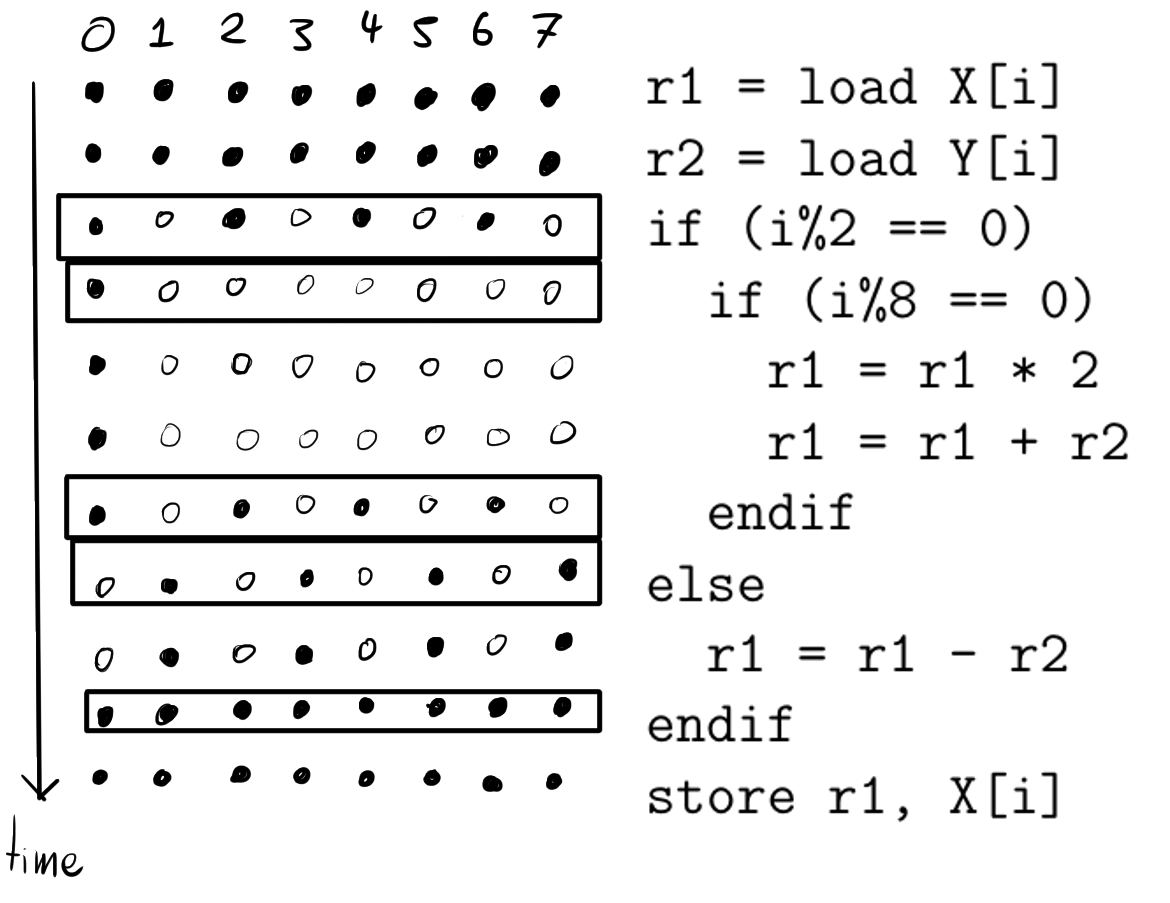 0 1 2 3 4 5 6 7
r1 = load X[i]
r2 = load Y[i]
if (i%2 == 0)
if (i%8 == 0)
r1 = r1 * 2
r1 = r1 + r2
endif
else
r1 = r1 - r2
endif
store r1, X[i]
time